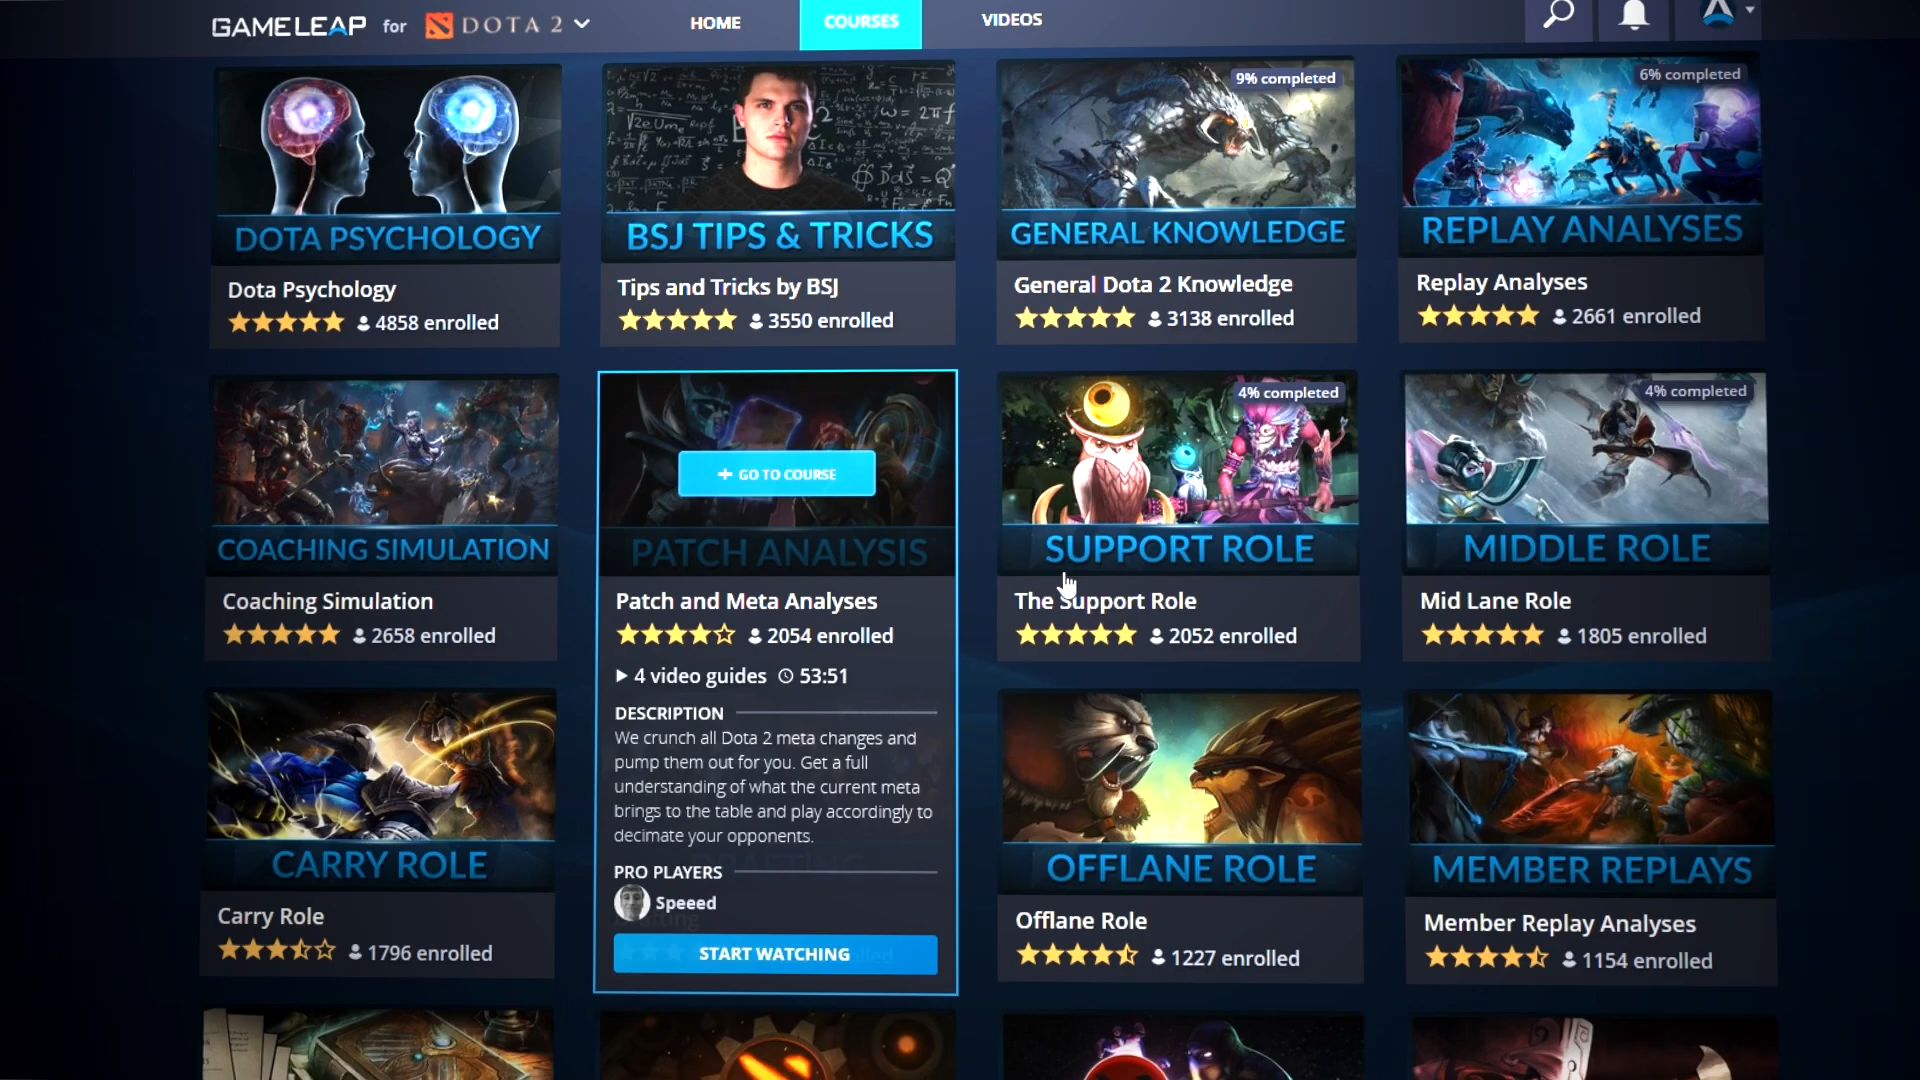 GAMELEAP for DOTA 2
HOME
COURSES
VIDEOS
DOTA PSYCHOLOGY
Dota Psychology
4858 enrolled
BSJ TIPS & TRICKS
Tips and Tricks by BSJ
3550 enrolled
9% completed
GENERAL KNOWLEDGE
General Dota 2 Knowledge
3138 enrolled
6% completed
REPLAY ANALYSES
Replay Analyses
2661 enrolled
COACHING SIMULATION
Coaching Simulation
2658 enrolled
+ GO TO COURSE
PATCH ANALYSIS
Patch and Meta Analyses
2054 enrolled
4 video guides 53:51
DESCRIPTION
We crunch all Dota 2 meta changes and
pump them out for you. Get a full
understanding of what the current meta
brings to the table and play accordingly to
decimate your opponents.
PRO PLAYERS
Speeed
START WATCHING
4% completed
SUPPORT ROLE
The Support Role
2052 enrolled
4% completed
MIDDLE ROLE
Mid Lane Role
1805 enrolled
CARRY ROLE
Carry Role
1796 enrolled
OFFLANE ROLE
Offlane Role
1227 enrolled
MEMBER REPLAYS
Member Replay Analyses
1154 enrolled